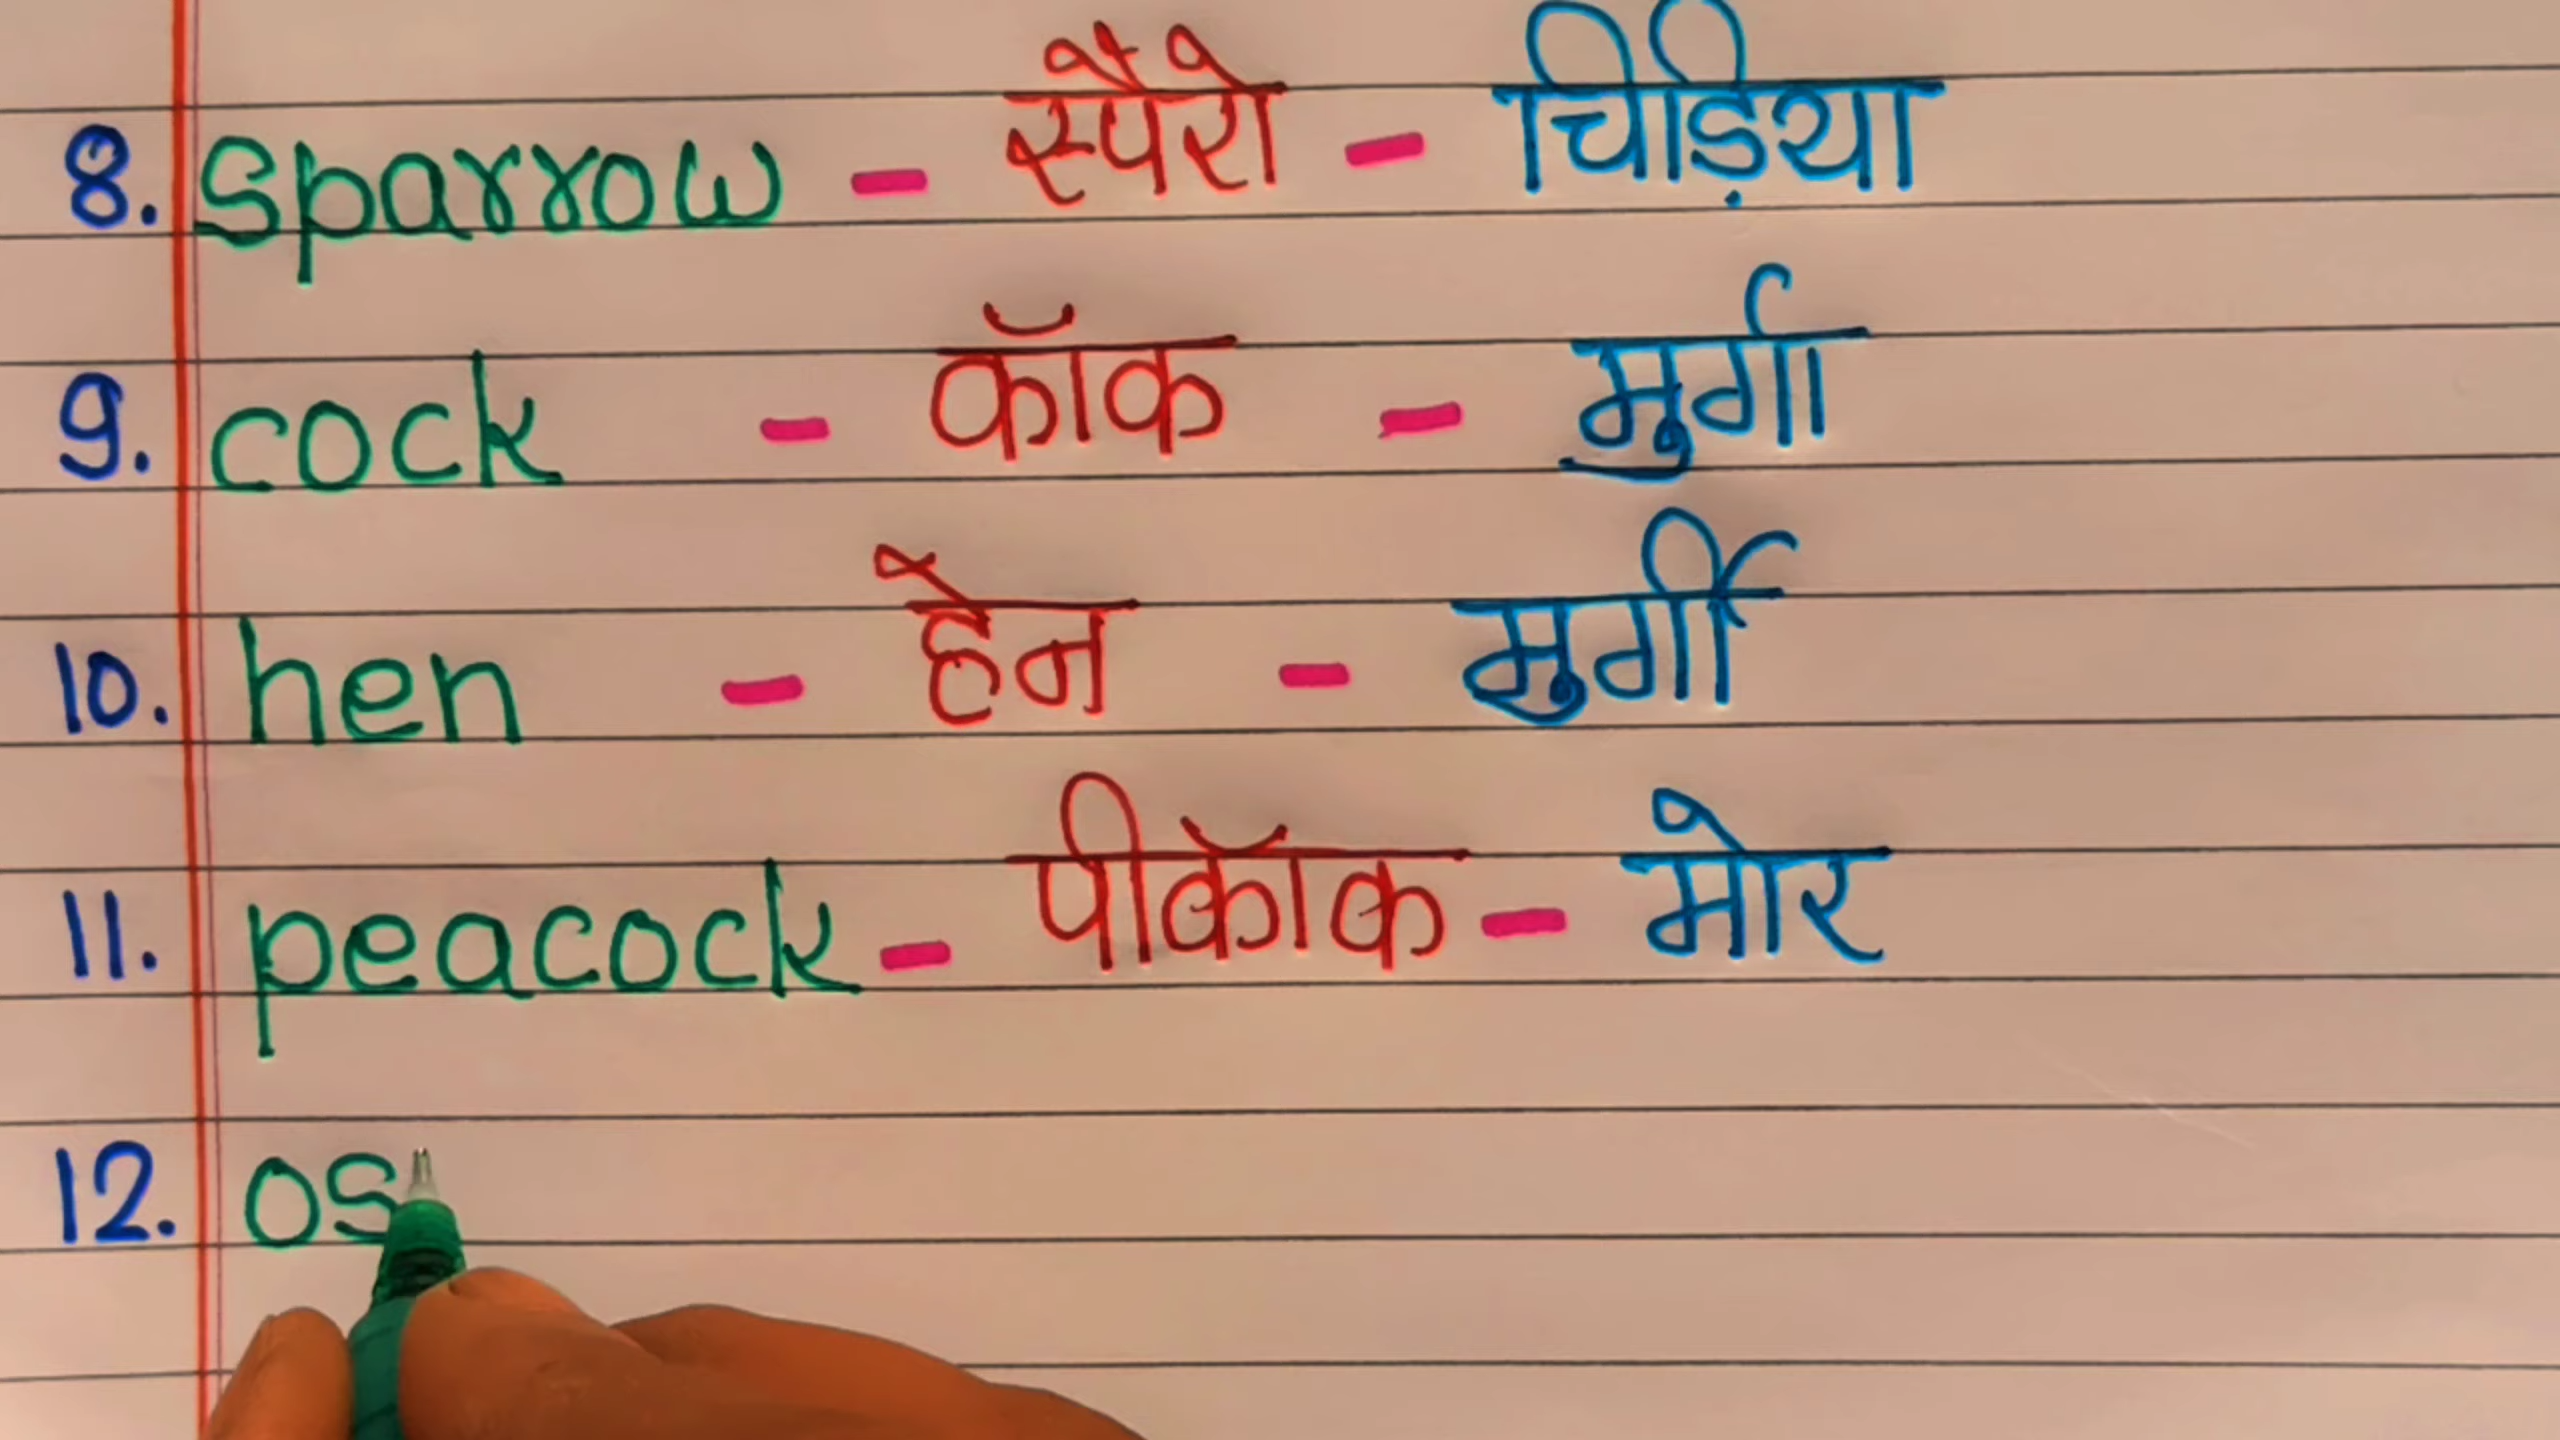 8. sparrow - स्पैरो - चिड़िया
9. cock - कॉक - मुर्गा
10. hen - हेन - मुर्गी
11. peacock - पीकॉक - मोर
12. os